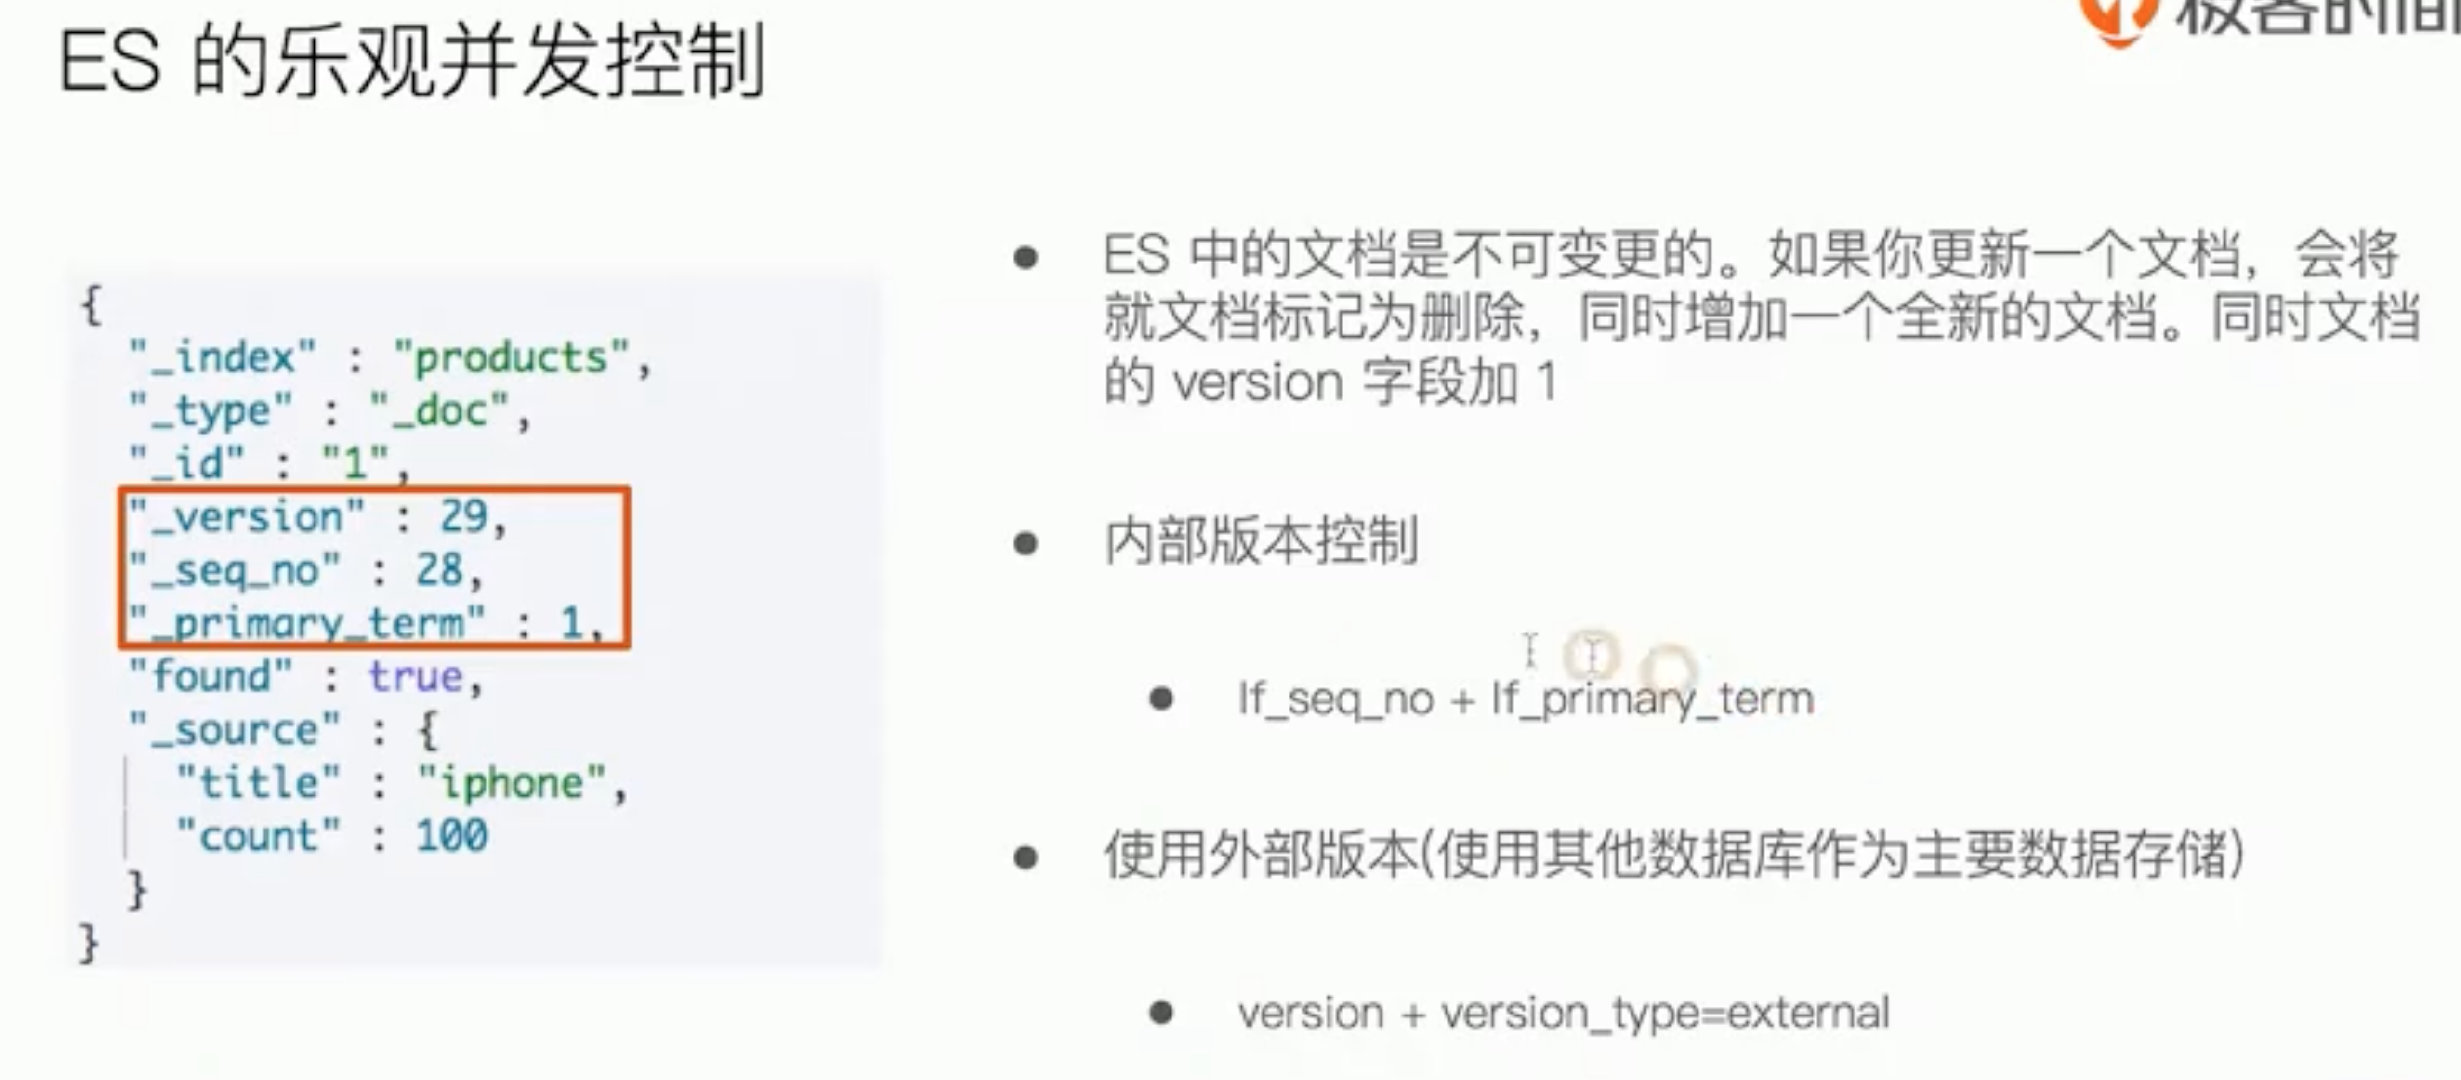 极客时间
ES 的乐观并发控制
{
"_index" : "products",
"_type" : "_doc",
"_id" : "1",
"_version" : 29,
"_seq_no" : 28,
"_primary_term" : 1,
"found" : true,
"_source" : {
"title" : "iphone",
"count" : 100
}
}
ES 中的文档是不可变更的。如果你更新一个文档，会将
就文档标记为删除，同时增加一个全新的文档。同时文档
的 version 字段加 1
内部版本控制
If_seq_no + If_primary_term
使用外部版本(使用其他数据库作为主要数据存储)
version + version_type=external